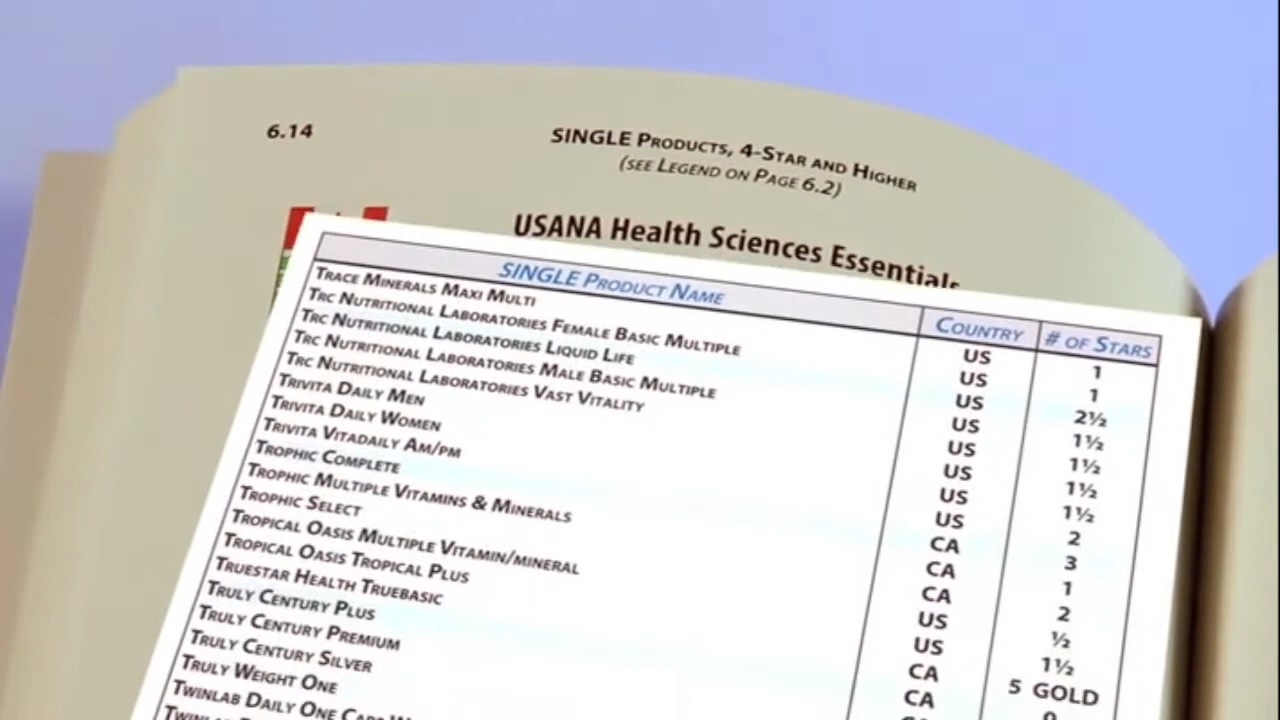 6.14
SINGLE PRODUCTS, 4-STAR AND HIGHER
(SEE LEGEND ON PAGE 6.2)
USANA Health Sciences Essentials
SINGLE PRODUCT NAME COUNTRY # OF STARS
TRACE MINERALS MAXI MULTI US 1
TRC NUTRITIONAL LABORATORIES FEMALE BASIC MULTIPLE US 1
TRC NUTRITIONAL LABORATORIES LIQUID LIFE US 2½
TRC NUTRITIONAL LABORATORIES MALE BASIC MULTIPLE US 1½
TRC NUTRITIONAL LABORATORIES VAST VITALITY US 1½
TRIVITA DAILY MEN US 1½
TRIVITA DAILY WOMEN US 1½
TRIVITA VITADAILY AM/PM US 2
TROPHIC COMPLETE CA 3
TROPHIC MULTIPLE VITAMINS & MINERALS CA 1
TROPHIC SELECT CA 2
TROPICAL OASIS MULTIPLE VITAMIN/MINERAL US ½
TROPICAL OASIS TROPICAL PLUS US 1½
TRUESTAR HEALTH TRUEBASIC CA 5 GOLD
TRULY CENTURY PLUS CA
TRULY CENTURY PREMIUM
TRULY CENTURY SILVER
TRULY WEIGHT ONE
TWINLAB DAILY ONE CAPS